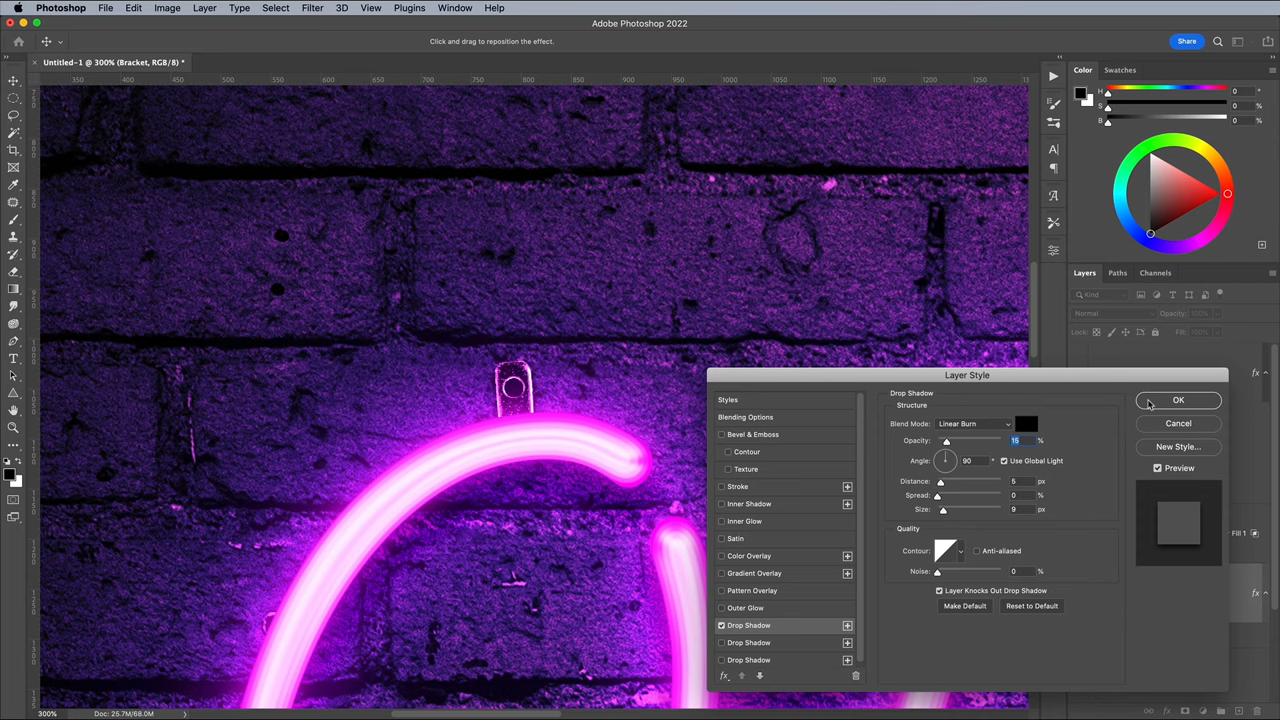 Photoshop File Edit Image Layer Type Select Filter 3D View Plugins Window Help
Adobe Photoshop 2022
Click and drag to reposition the effect.
Share
Untitled-1 @ 300% (Bracket, RGB/8) *
350 400 450 500 550 600 650 700 750 800 850 900 950 1000 1050 1100 1150 1200 1250
Color Swatches
H 0 °
S 0 %
B 0 %
Layers Paths Channels
Kind
Normal Opacity: 100%
Lock: Fill: 100%
fx
Fill 1
fx
Layer Style
Styles
Blending Options
Bevel & Emboss
Contour
Texture
Stroke
Inner Shadow
Inner Glow
Satin
Color Overlay
Gradient Overlay
Pattern Overlay
Outer Glow
Drop Shadow
Drop Shadow
Drop Shadow
fx
Drop Shadow
Structure
Blend Mode: Linear Burn
Opacity: 15 %
Angle: 90 ° Use Global Light
Distance: 5 px
Spread: 0 %
Size: 9 px
Quality
Contour: Anti-aliased
Noise: 0 %
Layer Knocks Out Drop Shadow
Make Default Reset to Default
OK
Cancel
New Style...
Preview
300% Doc: 25.7M/68.0M